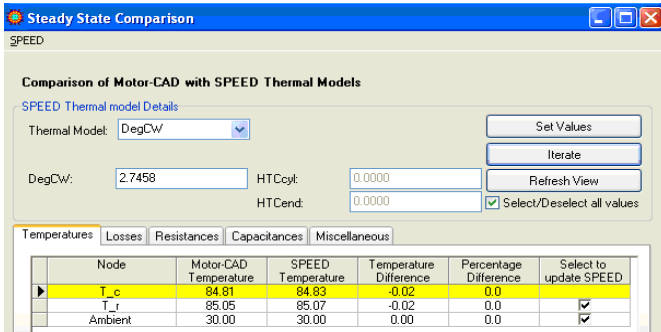 Steady State Comparison
SPEED
Comparison of Motor-CAD with SPEED Thermal Models
SPEED Thermal model Details
Thermal Model: DegCW Set Values
Iterate
DegCW: 2.7458 HTCcyl: 0.0000 Refresh View
HTCend: 0.0000 Select/Deselect all values
Temperatures Losses Resistances Capacitances Miscellaneous
Node Motor-CAD Temperature SPEED Temperature Temperature Difference Percentage Difference Select to update SPEED
T_c 84.81 84.83 -0.02 0.0
T_r 85.05 85.07 -0.02 0.0
Ambient 30.00 30.00 0.00 0.0